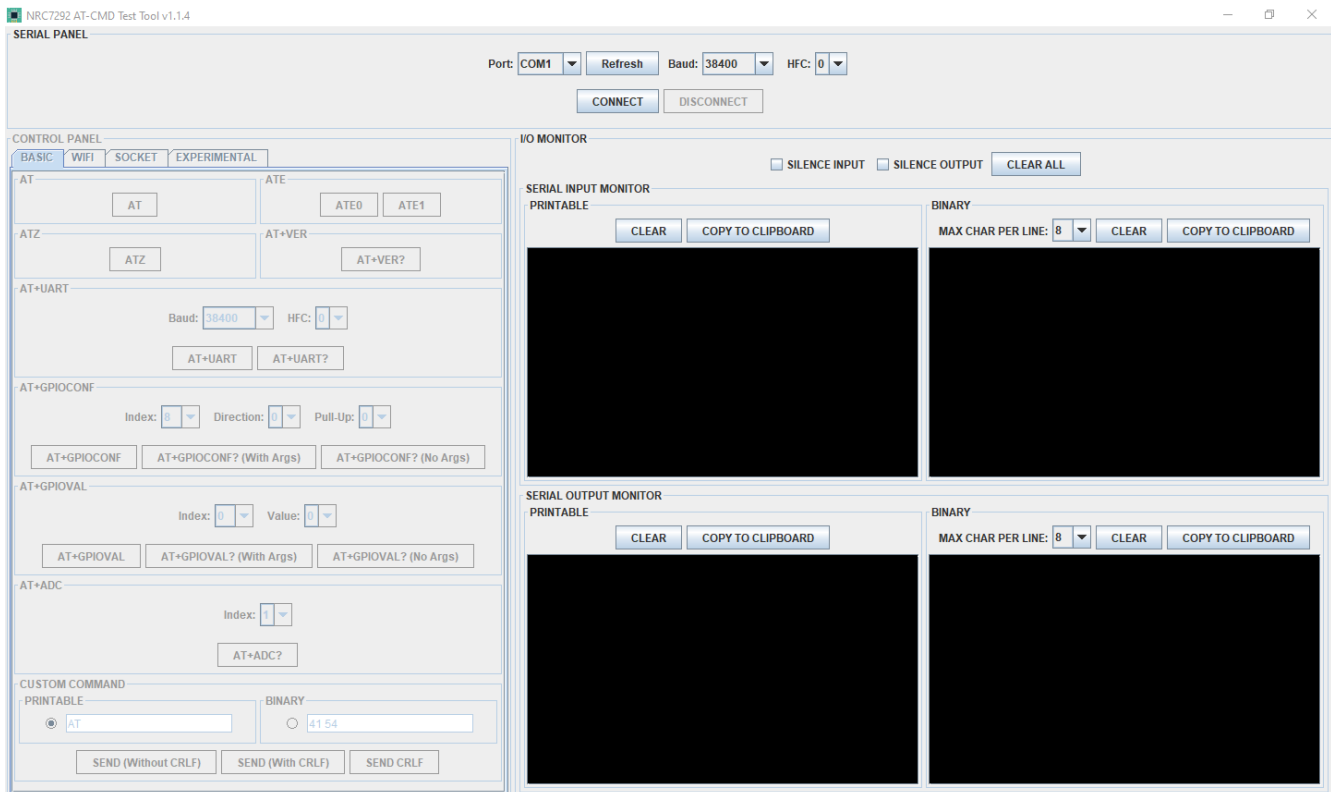 NRC7292 AT-CMD Test Tool v1.1.4
SERIAL PANEL
Port: COM1 Refresh Baud: 38400 HFC: 0
CONNECT DISCONNECT
CONTROL PANEL
BASIC WIFI SOCKET EXPERIMENTAL
AT ATE
AT ATE0 ATE1
ATZ AT+VER
ATZ AT+VER?
AT+UART
Baud: 38400 HFC: 0
AT+UART AT+UART?
AT+GPIOCONF
Index: 8 Direction: 0 Pull-Up: 0
AT+GPIOCONF AT+GPIOCONF? (With Args) AT+GPIOCONF? (No Args)
AT+GPIOVAL
Index: 0 Value: 0
AT+GPIOVAL AT+GPIOVAL? (With Args) AT+GPIOVAL? (No Args)
AT+ADC
Index: 1
AT+ADC?
CUSTOM COMMAND
PRINTABLE BINARY
AT 41 54
SEND (Without CRLF) SEND (With CRLF) SEND CRLF
I/O MONITOR
SILENCE INPUT SILENCE OUTPUT CLEAR ALL
SERIAL INPUT MONITOR
PRINTABLE BINARY
CLEAR COPY TO CLIPBOARD MAX CHAR PER LINE: 8 CLEAR COPY TO CLIPBOARD
SERIAL OUTPUT MONITOR
PRINTABLE BINARY
CLEAR COPY TO CLIPBOARD MAX CHAR PER LINE: 8 CLEAR COPY TO CLIPBOARD